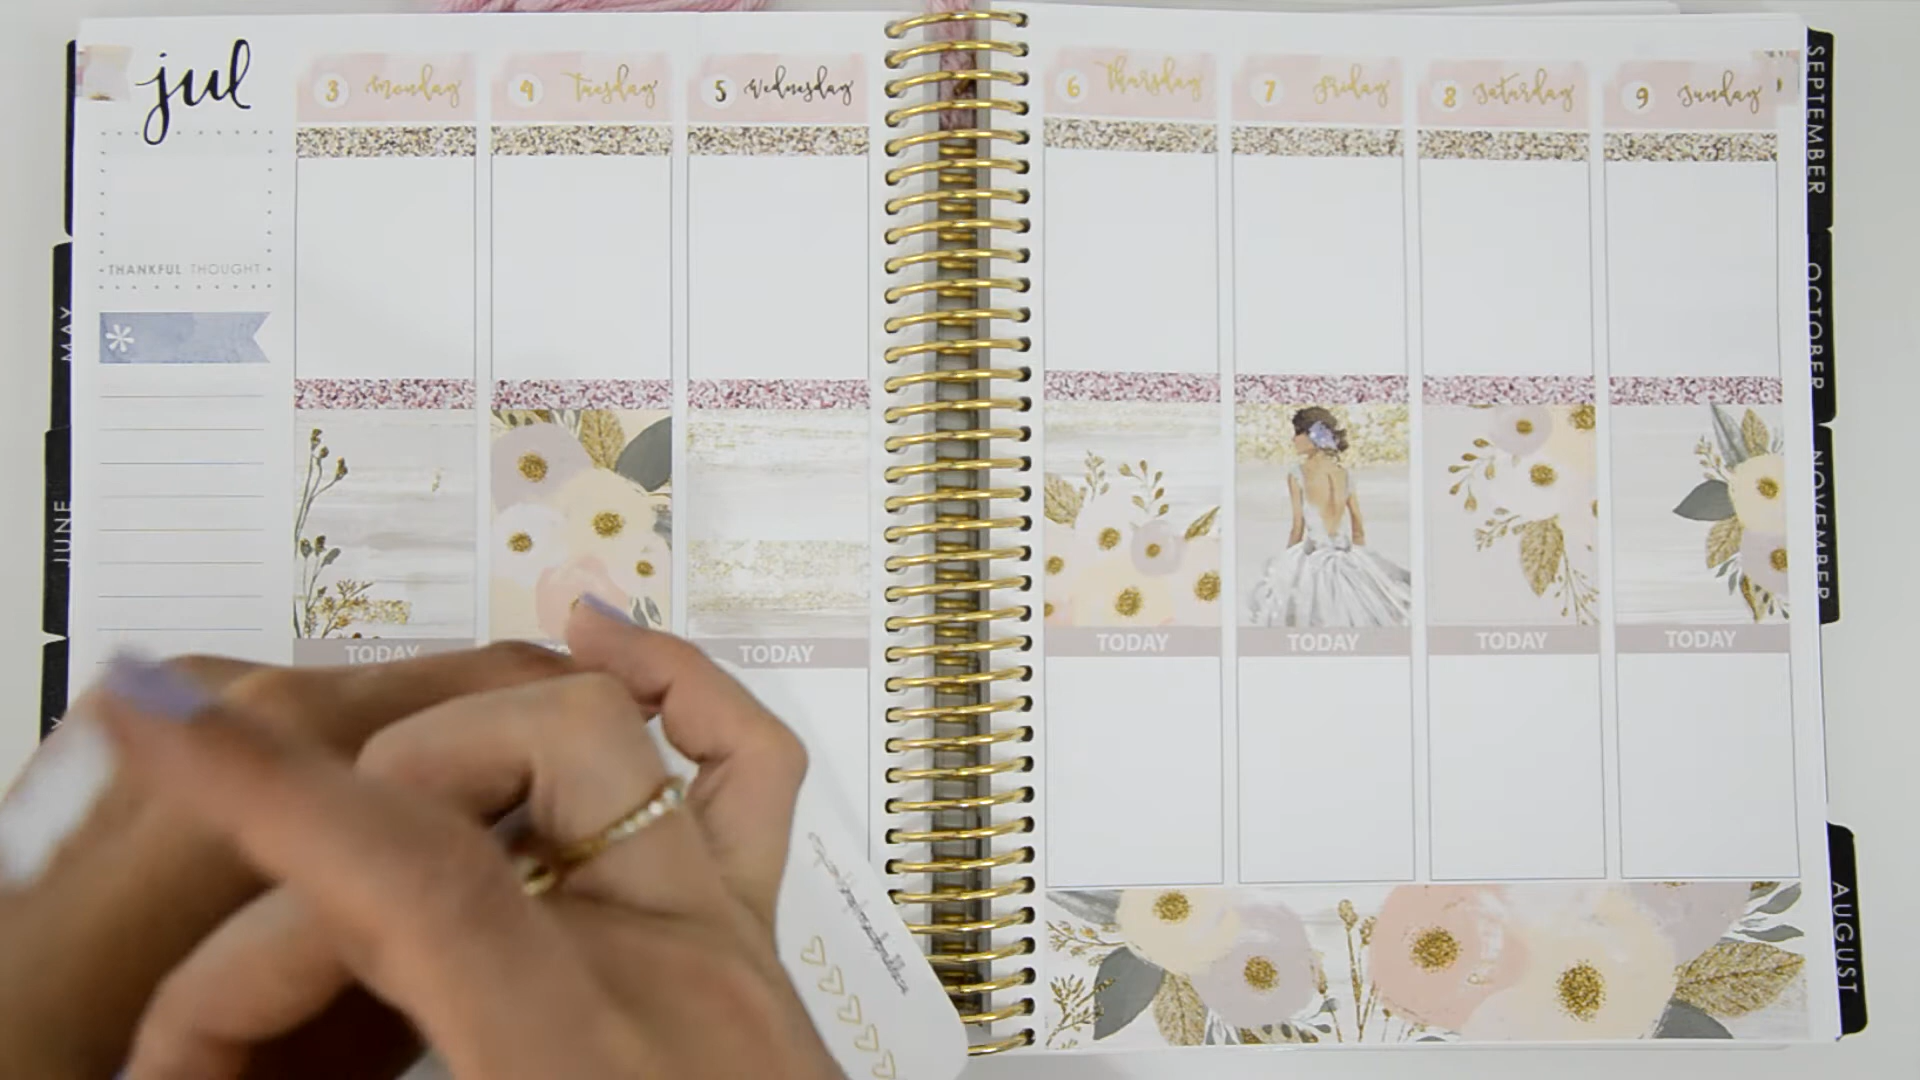 jul
3 Monday
4 Tuesday
5 Wednesday
6 Thursday
7 Friday
8 Saturday
9 Sunday
THANKFUL THOUGHT
TODAY
TODAY
TODAY
TODAY
TODAY
TODAY
MAY
JUNE
SEPTEMBER
OCTOBER
NOVEMBER
AUGUST